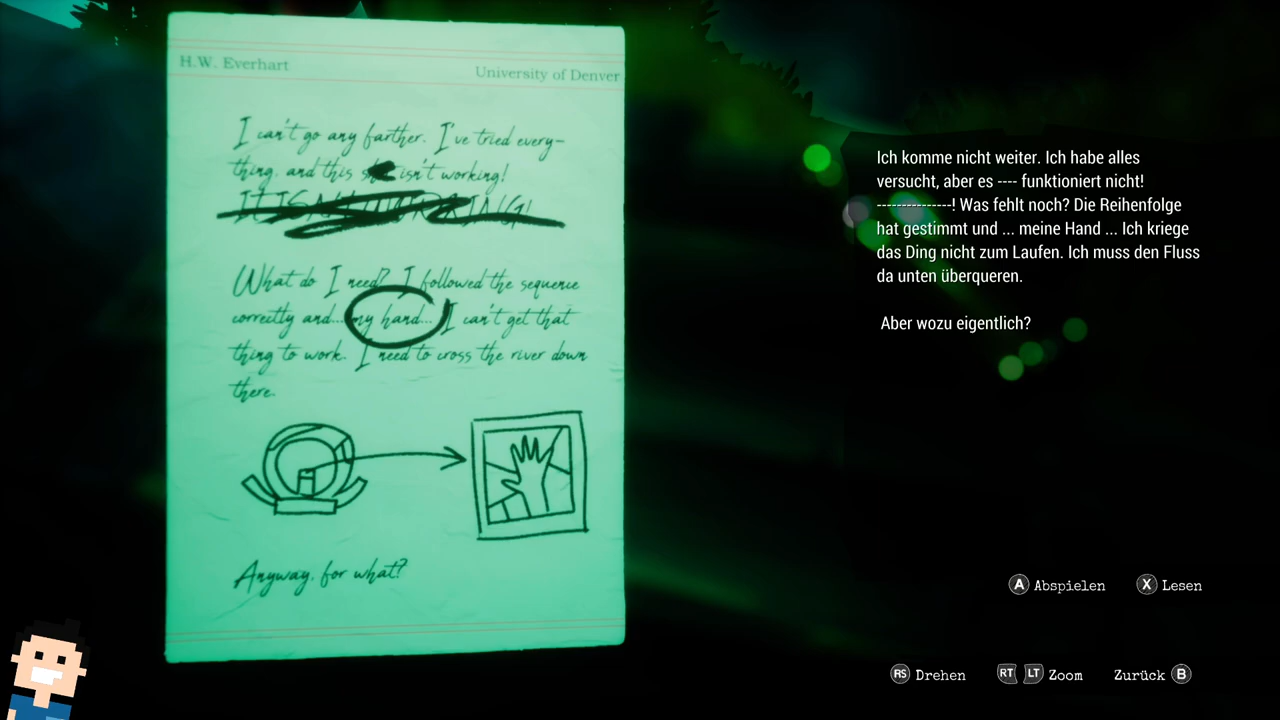 H.W. Everhart
University of Denver
I can't go any farther. I've tried every-
thing, and this isn't working!
What do I need? I followed the sequence
correctly and... my hand... I can't get that
thing to work. I need to cross the river down
there.
Anyway, for what?
Ich komme nicht weiter. Ich habe alles
versucht, aber es ---- funktioniert nicht!
---------------! Was fehlt noch? Die Reihenfolge
hat gestimmt und ... meine Hand ... Ich kriege
das Ding nicht zum Laufen. Ich muss den Fluss
da unten überqueren.
Aber wozu eigentlich?
A Abspielen X Lesen
RS Drehen RT LT Zoom Zurück B